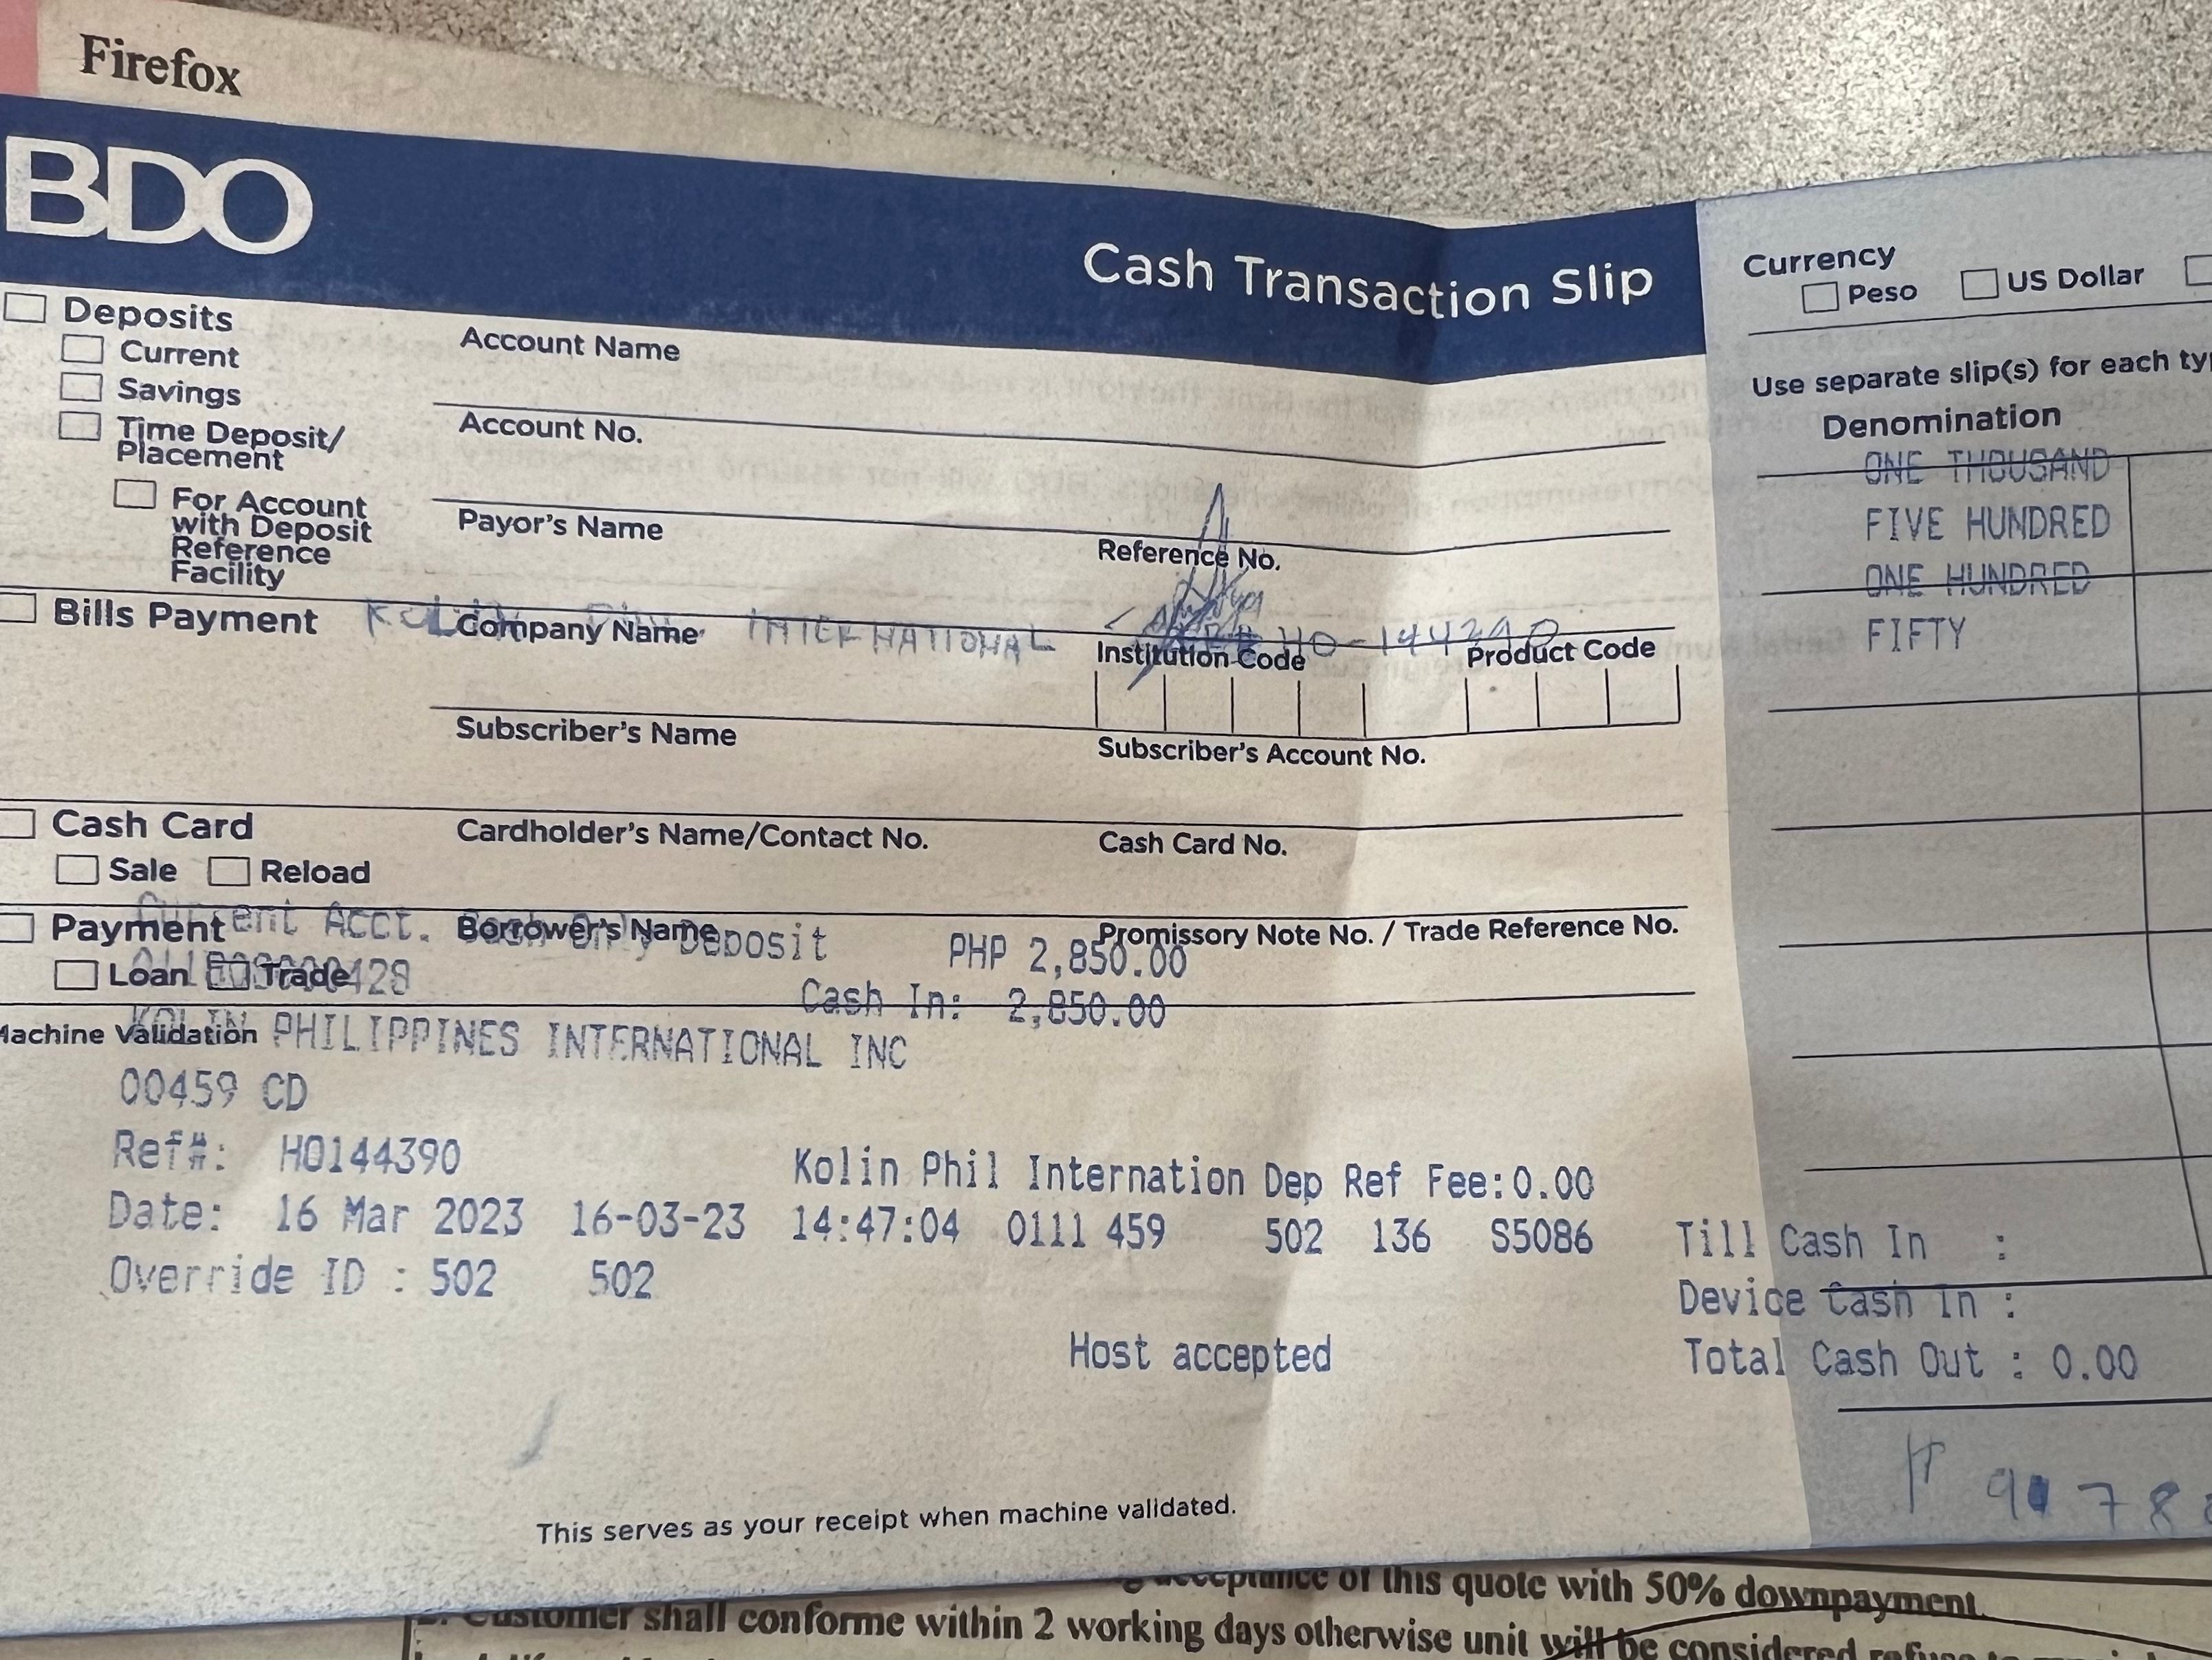 Firefox
BDO
Cash Transaction Slip
Deposits
Current
Savings
Time Deposit/
Placement
For Account
with Deposit
Reference
Facility
Account Name
Account No.
Payor's Name
Reference No.
Bills Payment
Company Name
INTERNATIONAL
Institution Code
Product Code
Subscriber's Name
Subscriber's Account No.
Cash Card
Sale Reload
Cardholder's Name/Contact No.
Cash Card No.
Payment
Loan Trade
Borrower's Name
Promissory Note No. / Trade Reference No.
Current Acct. Cash Only Deposit PHP 2,850.00
Cash In: 2,850.00
Machine Validation
KOLIN PHILIPPINES INTERNATIONAL INC
00459 CD
Ref#: HO144390 Kolin Phil Internation Dep Ref Fee:0.00
Date: 16 Mar 2023 16-03-23 14:47:04 0111 459 502 136 S5086
Override ID : 502 502
Host accepted
This serves as your receipt when machine validated.
Currency
Peso US Dollar
Use separate slip(s) for each
Denomination
ONE THOUSAND
FIVE HUNDRED
ONE HUNDRED
FIFTY
Till Cash In :
Device Cash In :
Total Cash Out : 0.00
acceptance of this quote with 50% downpayment.
2. Customer shall conforme within 2 working days otherwise unit will be considered